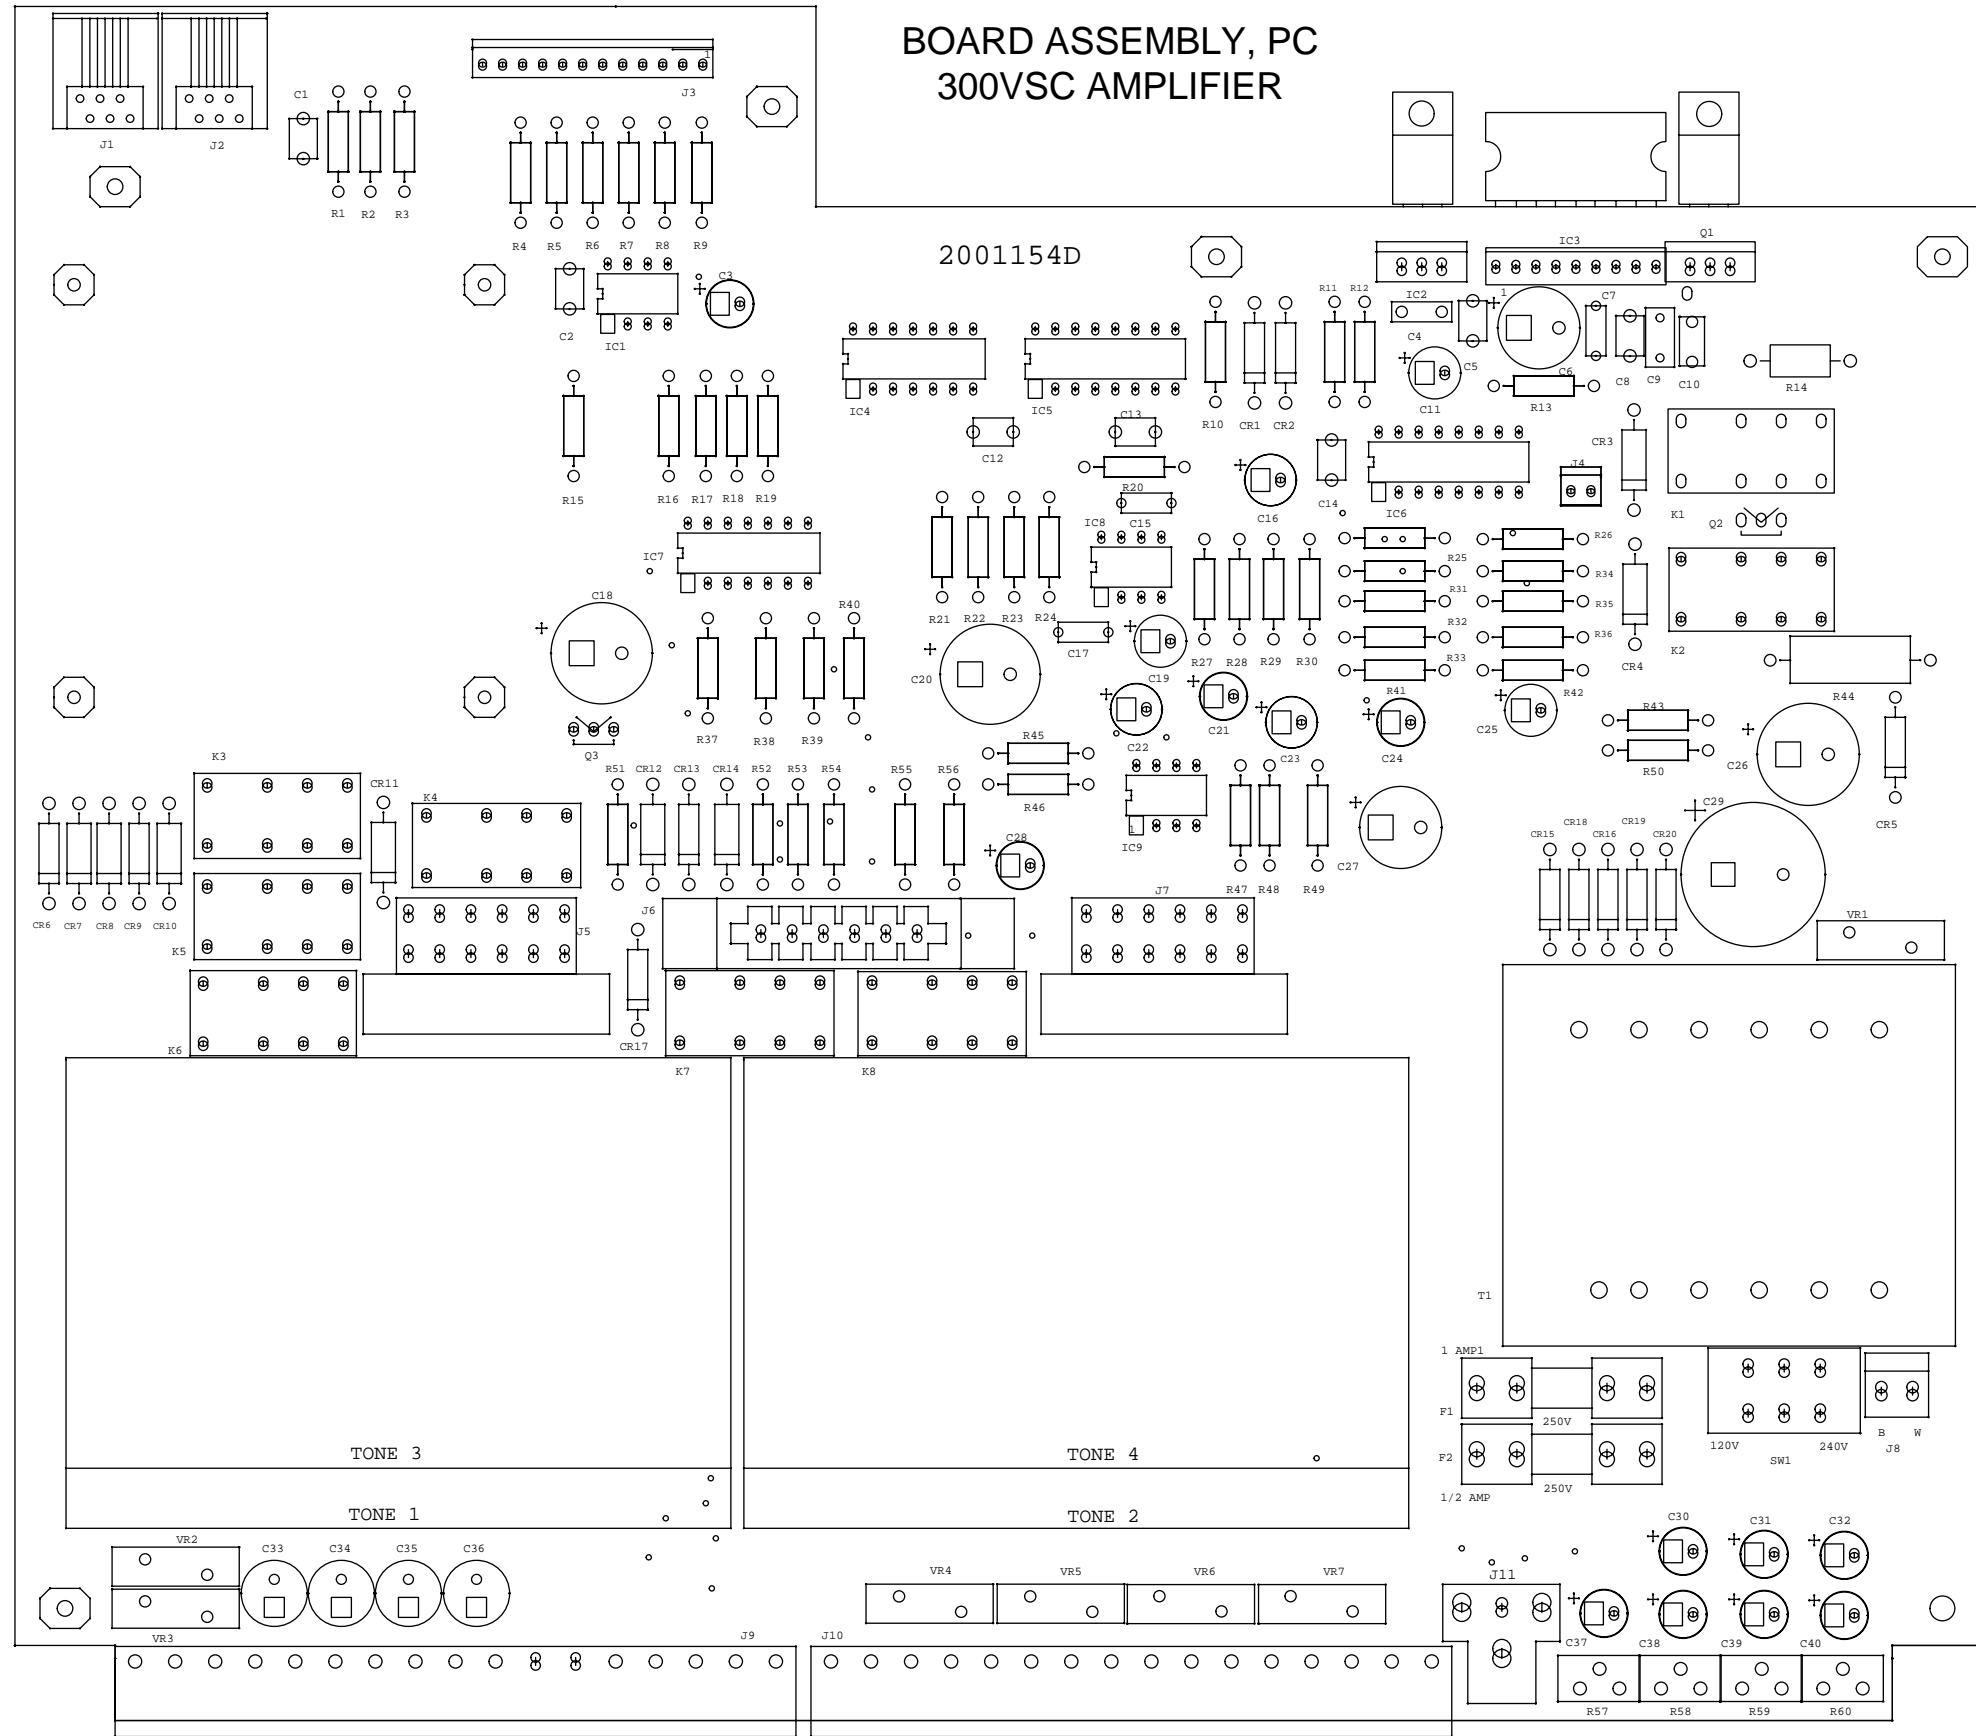 BOARD ASSEMBLY, PC
300VSC AMPLIFIER
1
J3
C1
J1
J2
R1 R2 R3
R4 R5 R6 R7 R8 R9
2001154D
IC3
Q1
C3
C2
IC1
R11 R12
IC2
1
C7
C4
C5
C6
C8
C9
C10
R14
IC4
IC5
C13
R10
CR1
CR2
C11
R13
CR3
C12
R20
J4
R15
R16 R17 R18 R19
C14
C16
IC6
K1
Q2
IC8
C15
R26
IC7
R25
R34
R31
R35
C18
R40
R21 R22 R23 R24
C17
R32
R36
R33
C19
R27 R28 R29 R30
CR4
K2
C20
R41
R42
R44
R43
R37
R38
R39
C22
C21
C23
C24
C25
C26
R50
K3
Q3
R45
R51 CR12 CR13 CR14 R52 R53 R54 R55 R56
CR11
K4
R46
C29
CR5
C28
1
IC9
C27
CR15
CR18
CR16
CR19
CR20
R47 R48 R49
J7
CR6 CR7 CR8 CR9 CR10
J6
J5
VR1
K5
K6
CR17
K7
K8
T1
1 AMP1
F1
250V
F2
250V
1/2 AMP
120V
240V
SW1
B W
J8
TONE 3
TONE 4
TONE 1
TONE 2
C30
C31
C32
VR2
C33
C34
C35
C36
VR4
VR5
VR6
VR7
J11
VR3
J9
J10
C37
C38
C39
C40
R57
R58
R59
R60